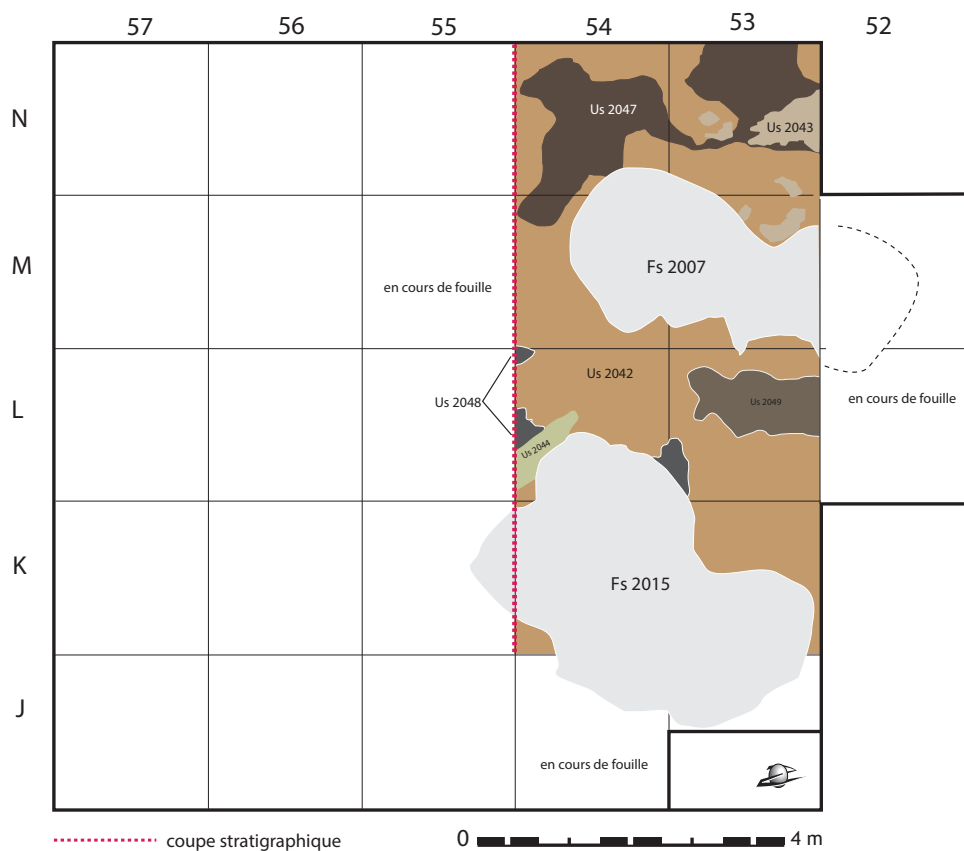 57 56 55 54 53 52
N
Us 2047
Us 2043
M
Fs 2007
en cours de fouille
Us 2042
L
Us 2048
Us 2049
en cours de fouille
Us 2044
K
Fs 2015
J
en cours de fouille
coupe stratigraphique
0 4 m